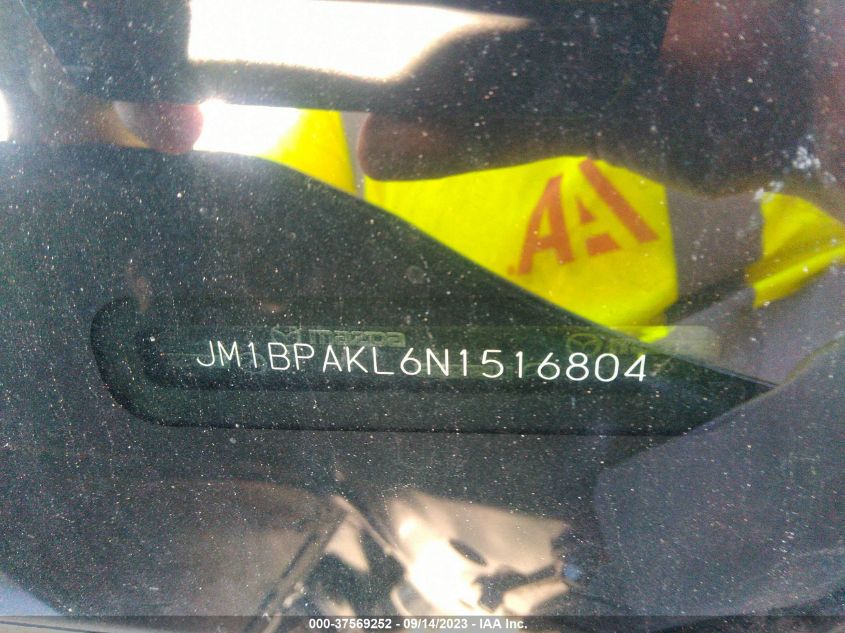 AA
mazda
JM1BPAKL6N1516804
000-37569252 - 09/14/2023 - IAA Inc.